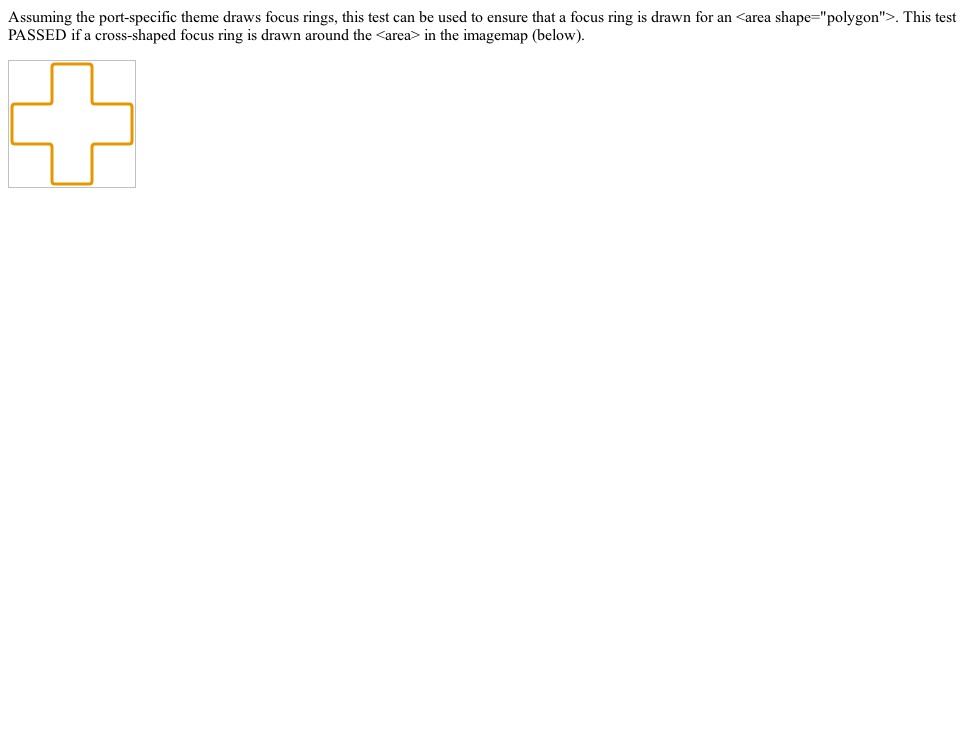 Assuming the port-specific theme draws focus rings, this test can be used to ensure that a focus ring is drawn for an <area shape="polygon">. This test
PASSED if a cross-shaped focus ring is drawn around the <area> in the imagemap (below).